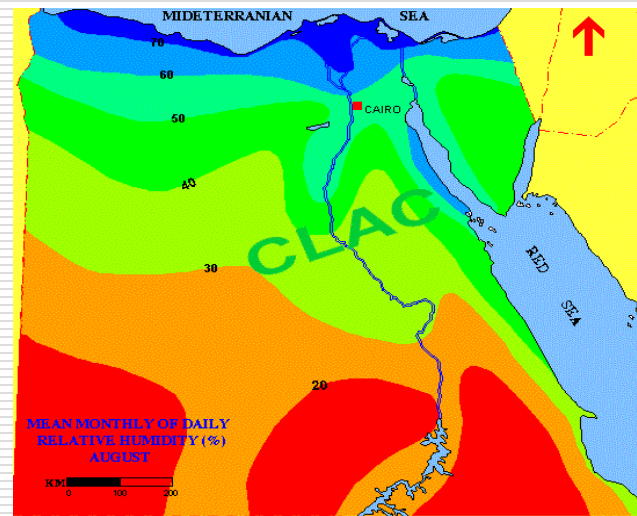 MIDETERRANIAN SEA
70
60
CAIRO
50
40
CLAC
30
RED
SEA
20
MEAN MONTHLY OF DAILY
RELATIVE HUMIDITY (%)
AUGUST
KM
0 100 200